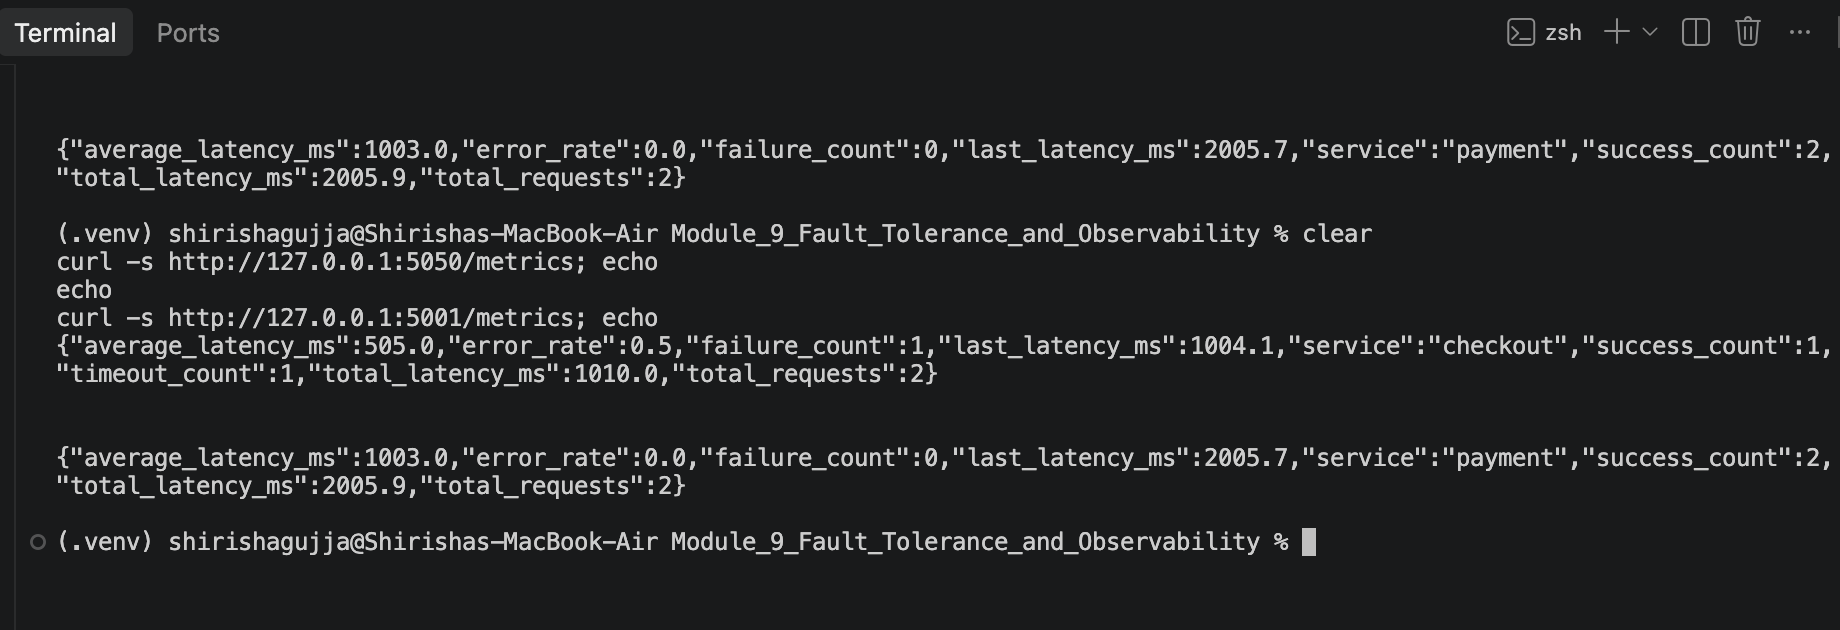 Terminal Ports zsh
{"average_latency_ms":1003.0,"error_rate":0.0,"failure_count":0,"last_latency_ms":2005.7,"service":"payment","success_count":2,
"total_latency_ms":2005.9,"total_requests":2}
(.venv) shirishagujja@Shirishas-MacBook-Air Module_9_Fault_Tolerance_and_Observability % clear
curl -s http://127.0.0.1:5050/metrics; echo
echo
curl -s http://127.0.0.1:5001/metrics; echo
{"average_latency_ms":505.0,"error_rate":0.5,"failure_count":1,"last_latency_ms":1004.1,"service":"checkout","success_count":1,
"timeout_count":1,"total_latency_ms":1010.0,"total_requests":2}
{"average_latency_ms":1003.0,"error_rate":0.0,"failure_count":0,"last_latency_ms":2005.7,"service":"payment","success_count":2,
"total_latency_ms":2005.9,"total_requests":2}
(.venv) shirishagujja@Shirishas-MacBook-Air Module_9_Fault_Tolerance_and_Observability %